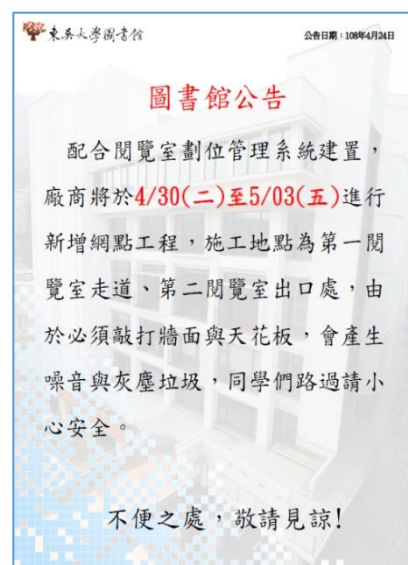 東吳大學圖書館
公告日期：108年4月24日
圖書館公告
配合閱覽室劃位管理系統建置，
廠商將於4/30(二)至5/03(五)進行
新增網點工程，施工地點為第一閱
覽室走道、第二閱覽室出口處，由
於必須敲打牆面與天花板，會產生
噪音與灰塵垃圾，同學們路過請小
心安全。
不便之處，敬請見諒!